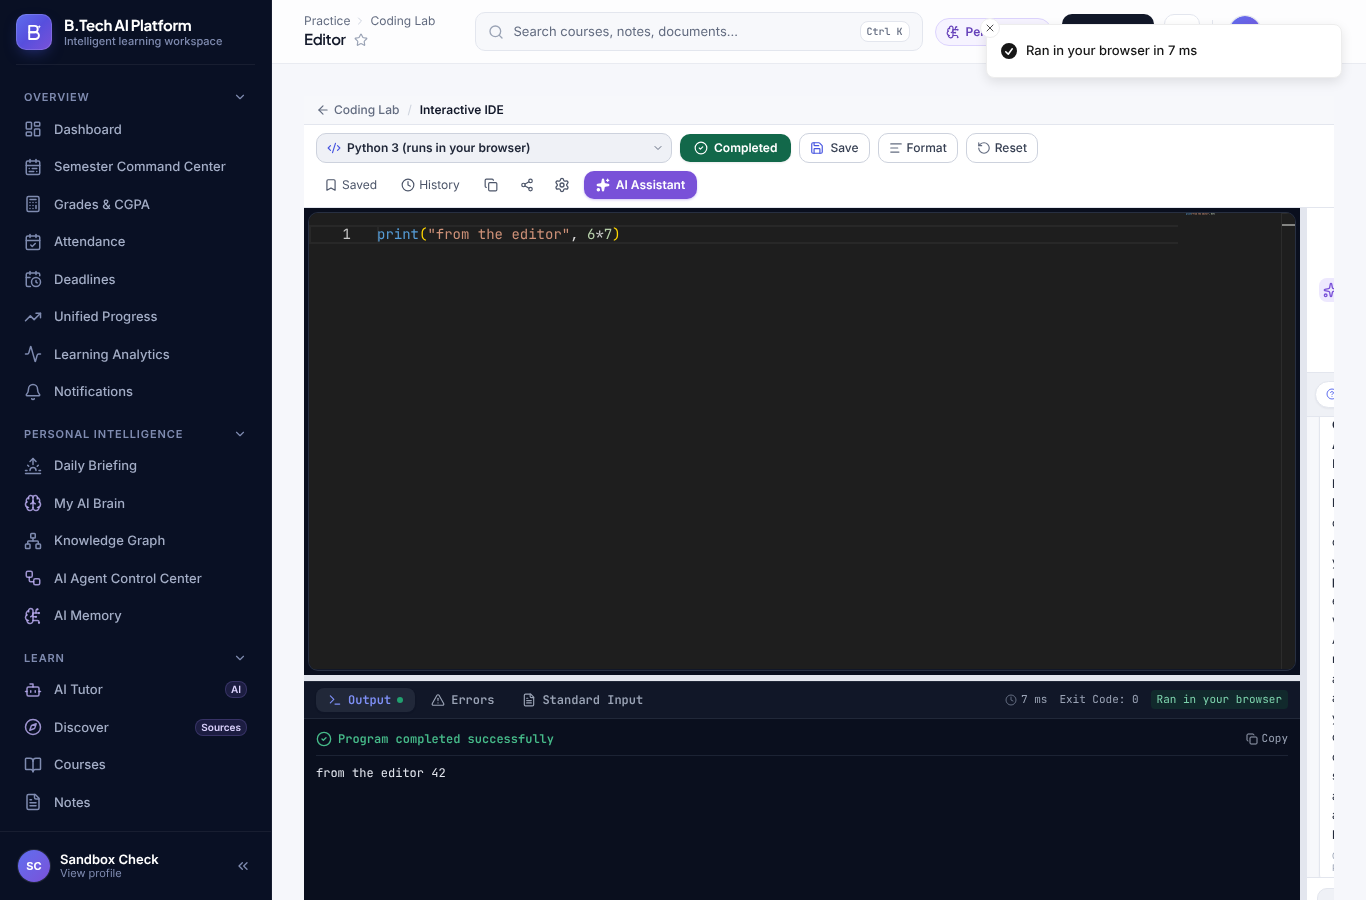 B
B.Tech AI Platform
Intelligent learning workspace
OVERVIEW
Dashboard
Semester Command Center
Grades & CGPA
Attendance
Deadlines
Unified Progress
Learning Analytics
Notifications
PERSONAL INTELLIGENCE
Daily Briefing
My AI Brain
Knowledge Graph
AI Agent Control Center
AI Memory
LEARN
AI Tutor AI
Discover Sources
Courses
Notes
SC
Sandbox Check
View profile
Practice Coding Lab
Editor
Search courses, notes, documents... Ctrl K
Ran in your browser in 7 ms
Coding Lab / Interactive IDE
Python 3 (runs in your browser) Completed Save Format Reset
Saved History AI Assistant
1 print("from the editor", 6*7)
Output Errors Standard Input 7 ms Exit Code: 0 Ran in your browser
Program completed successfully Copy
from the editor 42